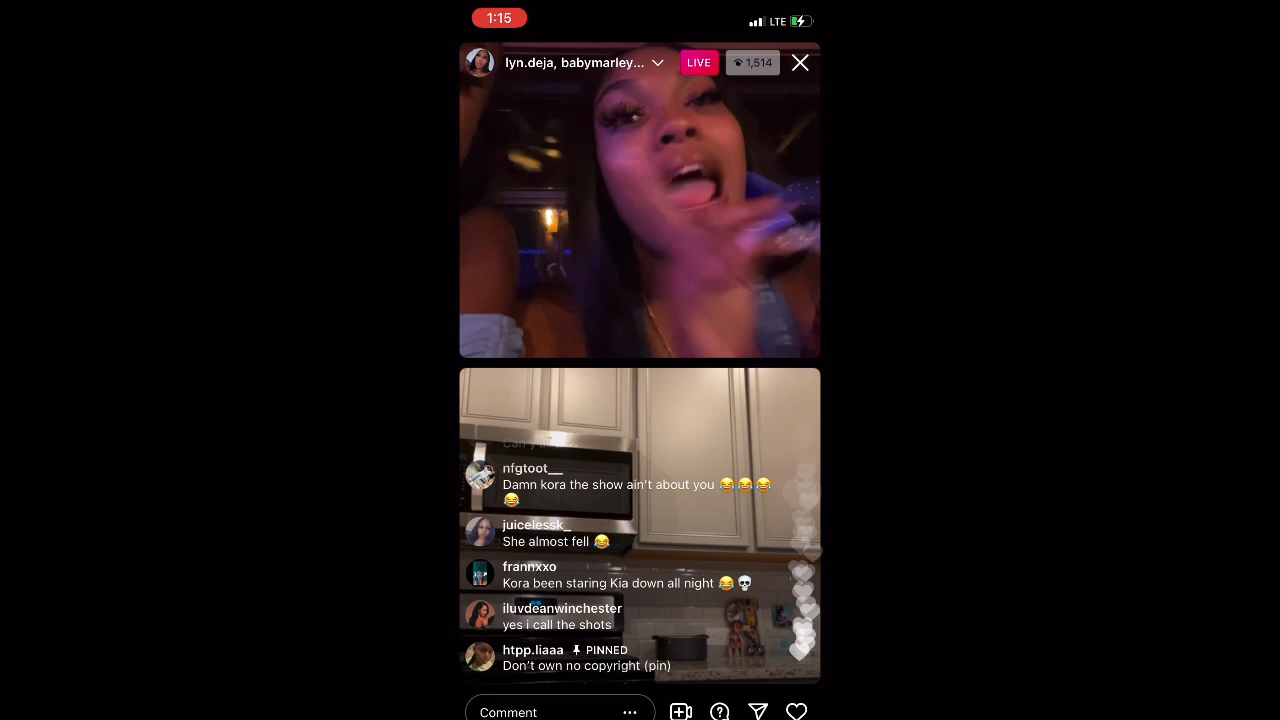 1:15
LTE
lyn.deja, babymarley...
LIVE
1,514
nfgtoot__
Damn kora the show ain't about you 😂😂😂
😂
juicelessk_
She almost fell 😂
frannxxo
Kora been staring Kia down all night 😂💀
iluvdeanwinchester
yes i call the shots
htpp.liaaa PINNED
Don't own no copyright (pin)
Comment